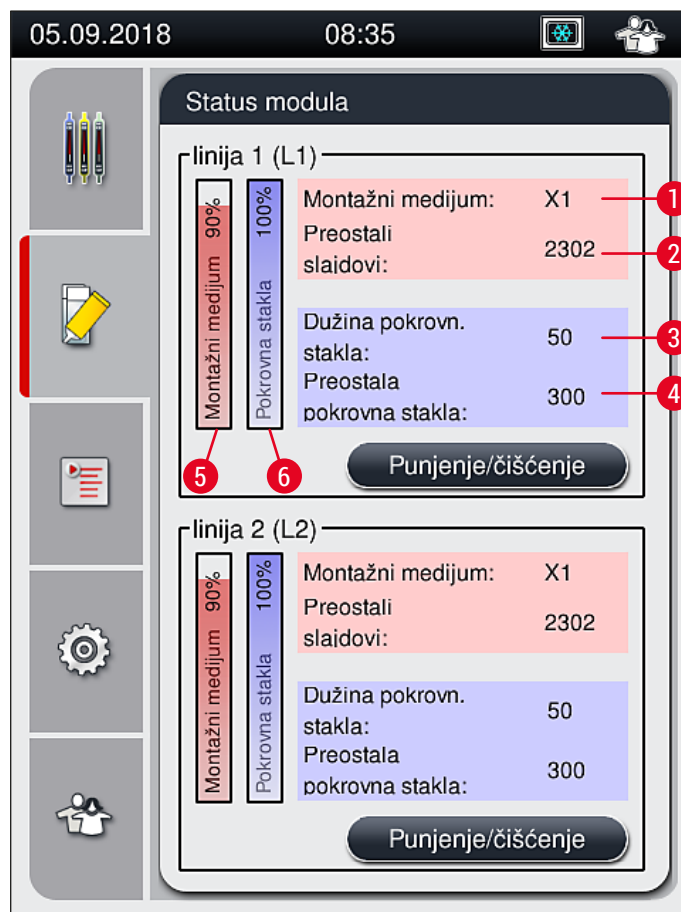 05.09.2018 08:35
Status modula
linija 1 (L1)
Montažni medijum 90%
Pokrovna stakla 100%
Montažni medijum: X1 1
Preostali
slaidovi: 2302 2
Dužina pokrovn.
stakla: 50 3
Preostala
pokrovna stakla: 300 4
5 6
Punjenje/čišćenje
linija 2 (L2)
Montažni medijum 90%
Pokrovna stakla 100%
Montažni medijum: X1
Preostali
slaidovi: 2302
Dužina pokrovn.
stakla: 50
Preostala
pokrovna stakla: 300
Punjenje/čišćenje